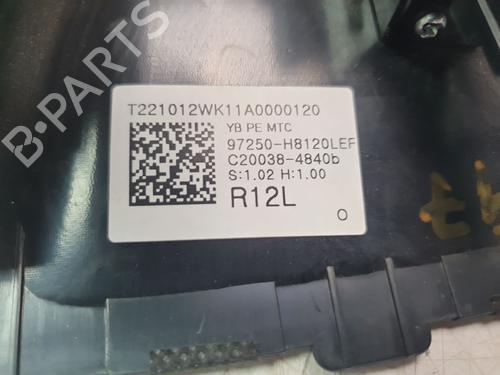 B-PARTS
T221012WK11A0000120
YB PE MTC
97250-H8120LEF
C20038-4840b
S:1.02 H:1.00
R12L
O